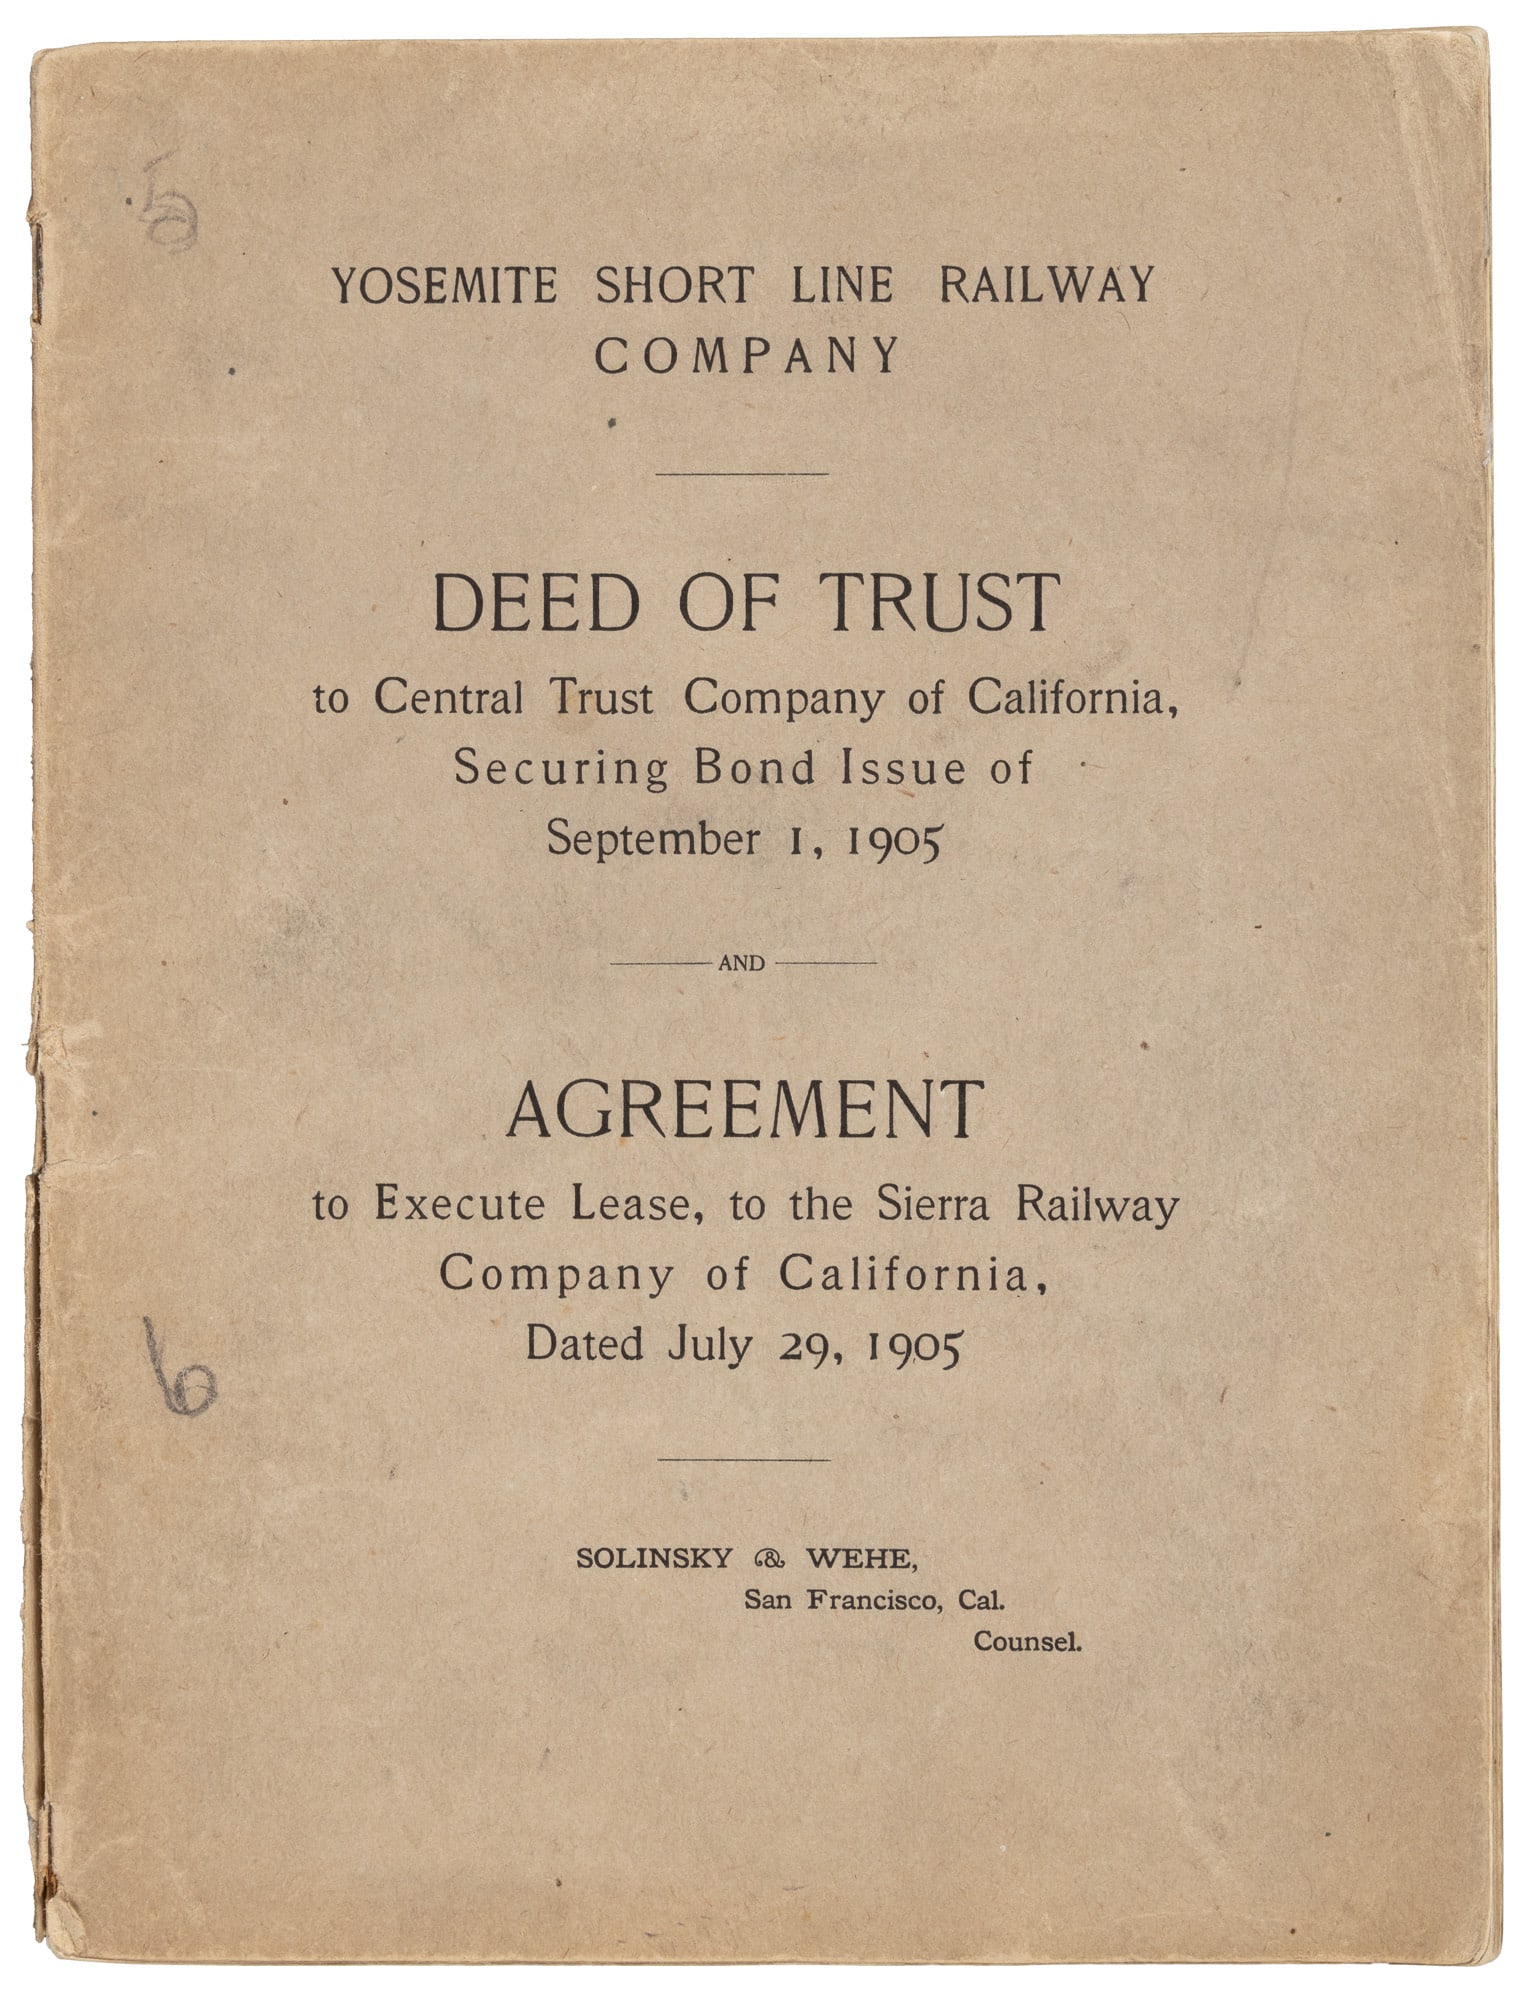 YOSEMITE SHORT LINE RAILWAY
COMPANY
DEED OF TRUST
to Central Trust Company of California,
Securing Bond Issue of
September 1, 1905
AND
AGREEMENT
to Execute Lease, to the Sierra Railway
Company of California,
Dated July 29, 1905
6
SOLINSKY & WEHE,
San Francisco, Cal.
Counsel.